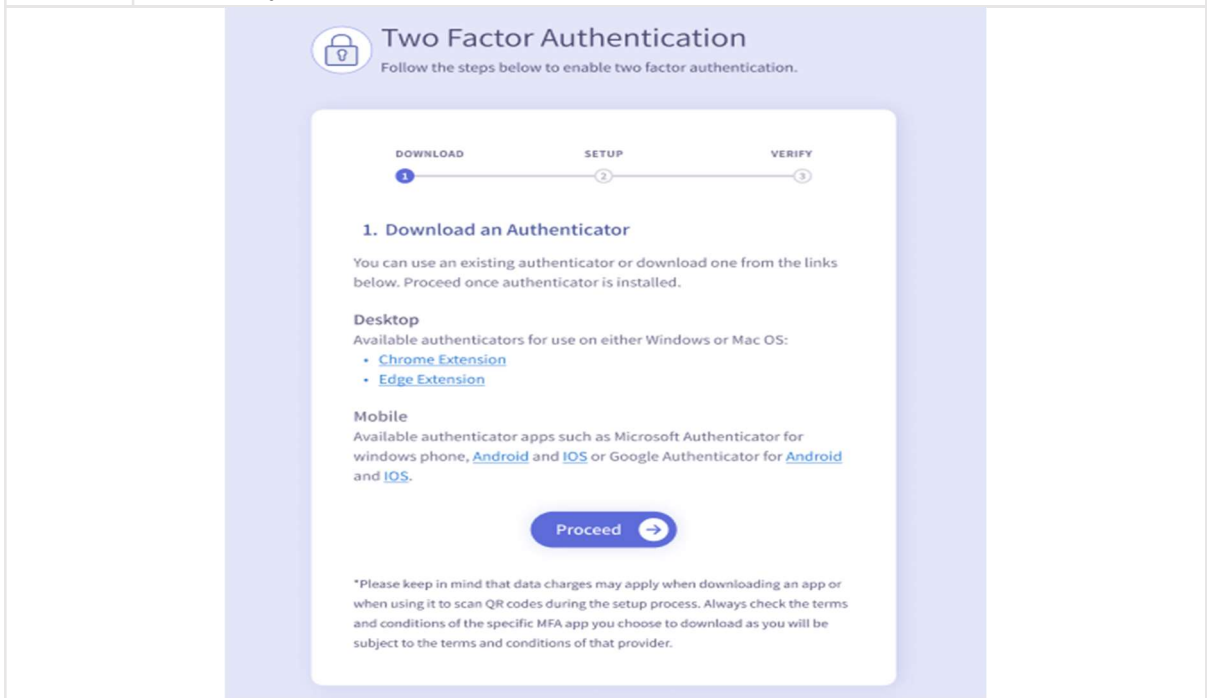 Two Factor Authentication
Follow the steps below to enable two factor authentication.
DOWNLOAD SETUP VERIFY
1 2 3
1. Download an Authenticator
You can use an existing authenticator or download one from the links
below. Proceed once authenticator is installed.
Desktop
Available authenticators for use on either Windows or Mac OS:
• Chrome Extension
• Edge Extension
Mobile
Available authenticator apps such as Microsoft Authenticator for
windows phone, Android and IOS or Google Authenticator for Android
and IOS.
Proceed
*Please keep in mind that data charges may apply when downloading an app or
when using it to scan QR codes during the setup process. Always check the terms
and conditions of the specific MFA app you choose to download as you will be
subject to the terms and conditions of that provider.